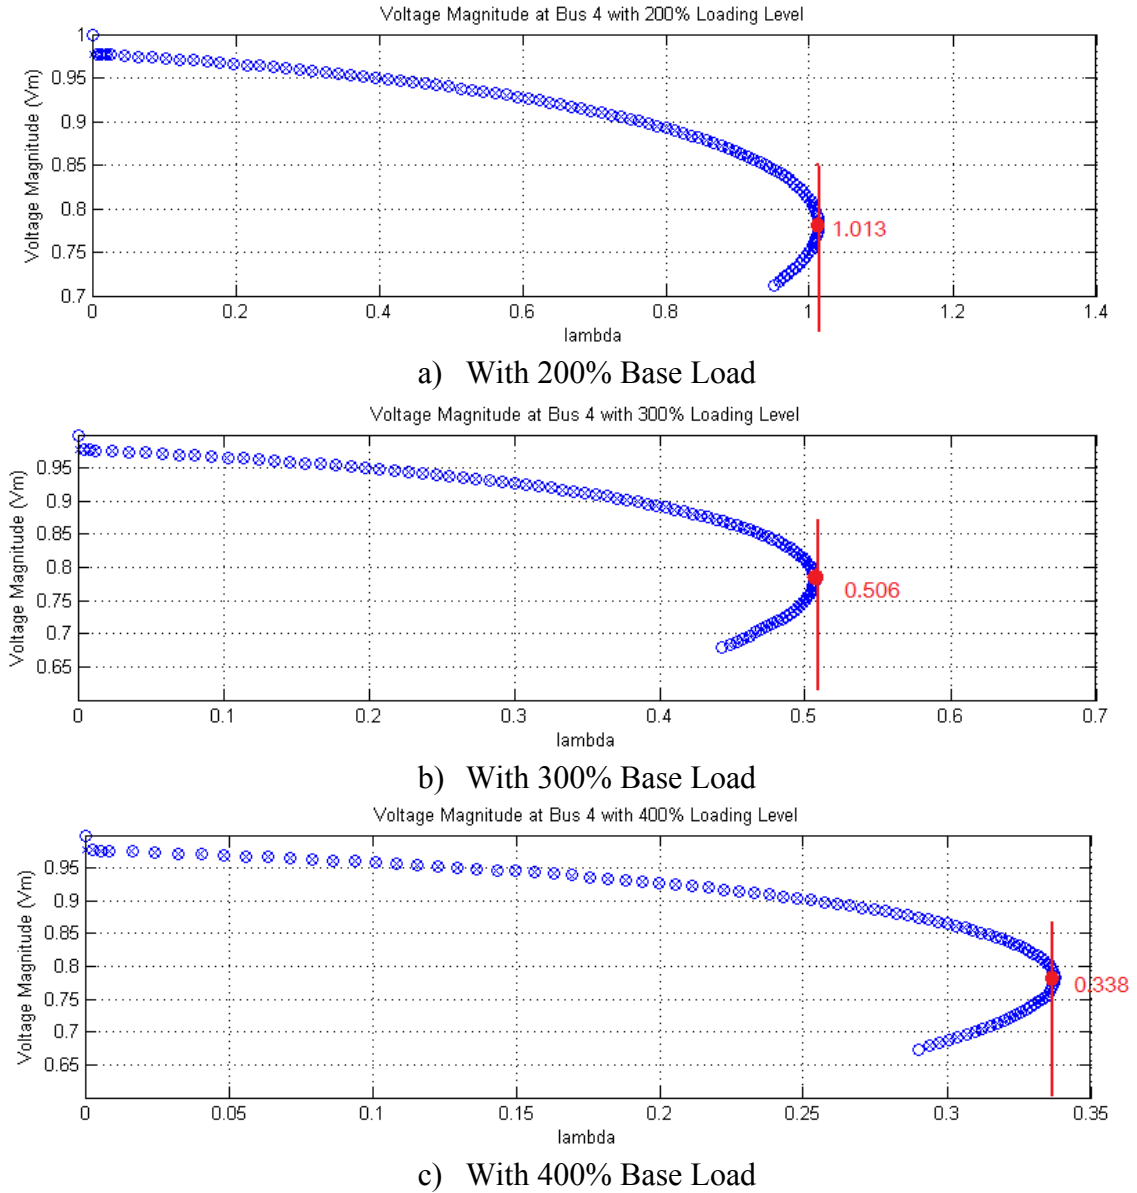 Voltage Magnitude at Bus 4 with 200% Loading Level
Voltage Magnitude (Vm)
1
0.95
0.9
0.85
0.8
0.75
0.7
1.013
0 0.2 0.4 0.6 0.8 1 1.2 1.4
lambda
a) With 200% Base Load
Voltage Magnitude at Bus 4 with 300% Loading Level
Voltage Magnitude (Vm)
0.95
0.9
0.85
0.8
0.75
0.7
0.65
0.506
0 0.1 0.2 0.3 0.4 0.5 0.6 0.7
lambda
b) With 300% Base Load
Voltage Magnitude at Bus 4 with 400% Loading Level
Voltage Magnitude (Vm)
0.95
0.9
0.85
0.8
0.75
0.7
0.65
0.338
0 0.05 0.1 0.15 0.2 0.25 0.3 0.35
lambda
c) With 400% Base Load